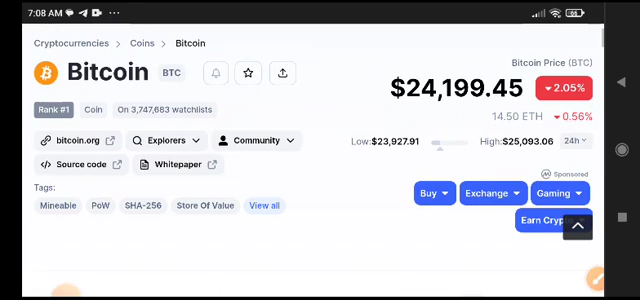 7:08 AM
Cryptocurrencies > Coins > Bitcoin
Bitcoin BTC
Bitcoin Price (BTC)
$24,199.45 2.05%
14.50 ETH 0.56%
Rank #1 Coin On 3,747,683 watchlists
Low:$23,927.91 High:$25,093.06 24h
bitcoin.org Explorers Community
Source code Whitepaper
Sponsored
Tags:
Mineable PoW SHA-256 Store Of Value View all
Buy Exchange Gaming
Earn Crypto